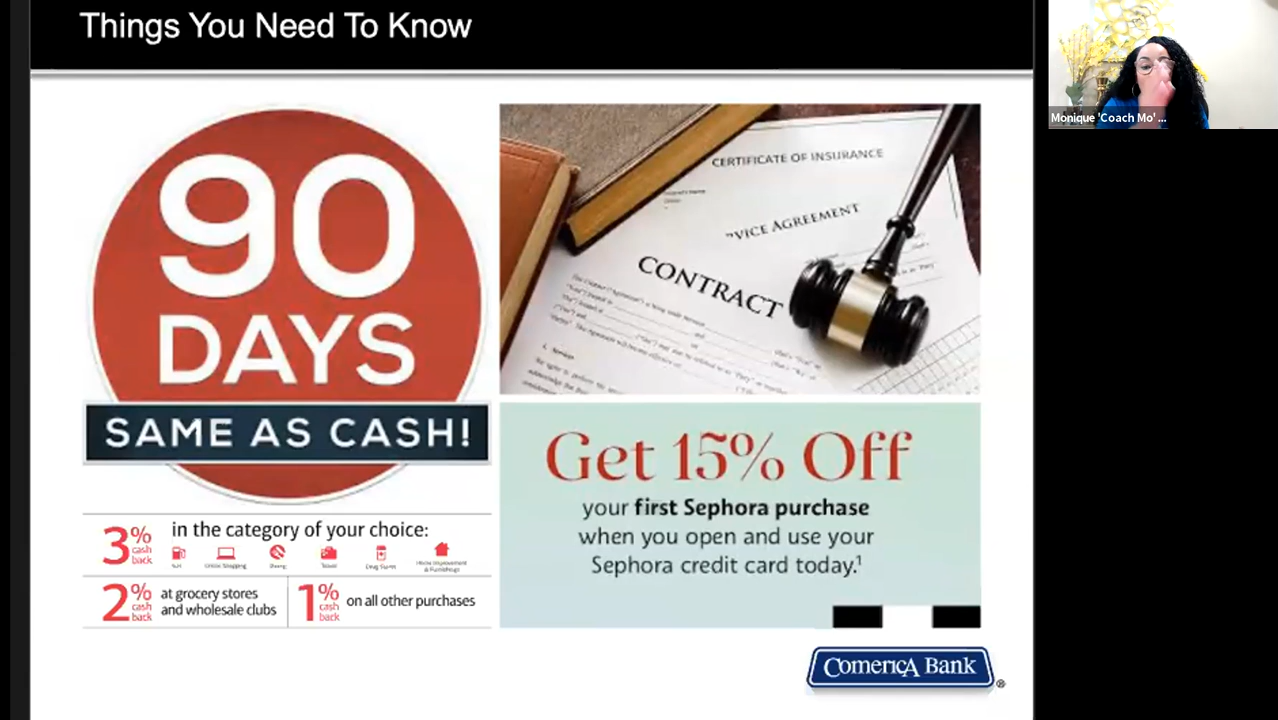 Things You Need To Know
Monique 'Coach Mo' ...
90
DAYS
SAME AS CASH!
CERTIFICATE OF INSURANCE
VICE AGREEMENT
CONTRACT
Get 15% Off
your first Sephora purchase
when you open and use your
Sephora credit card today.¹
3% cash back in the category of your choice:
Online Shopping Dining Travel Drug Stores Home Improvement & Furnishings
2% cash back at grocery stores and wholesale clubs
1% cash back on all other purchases
COMERICA BANK ®